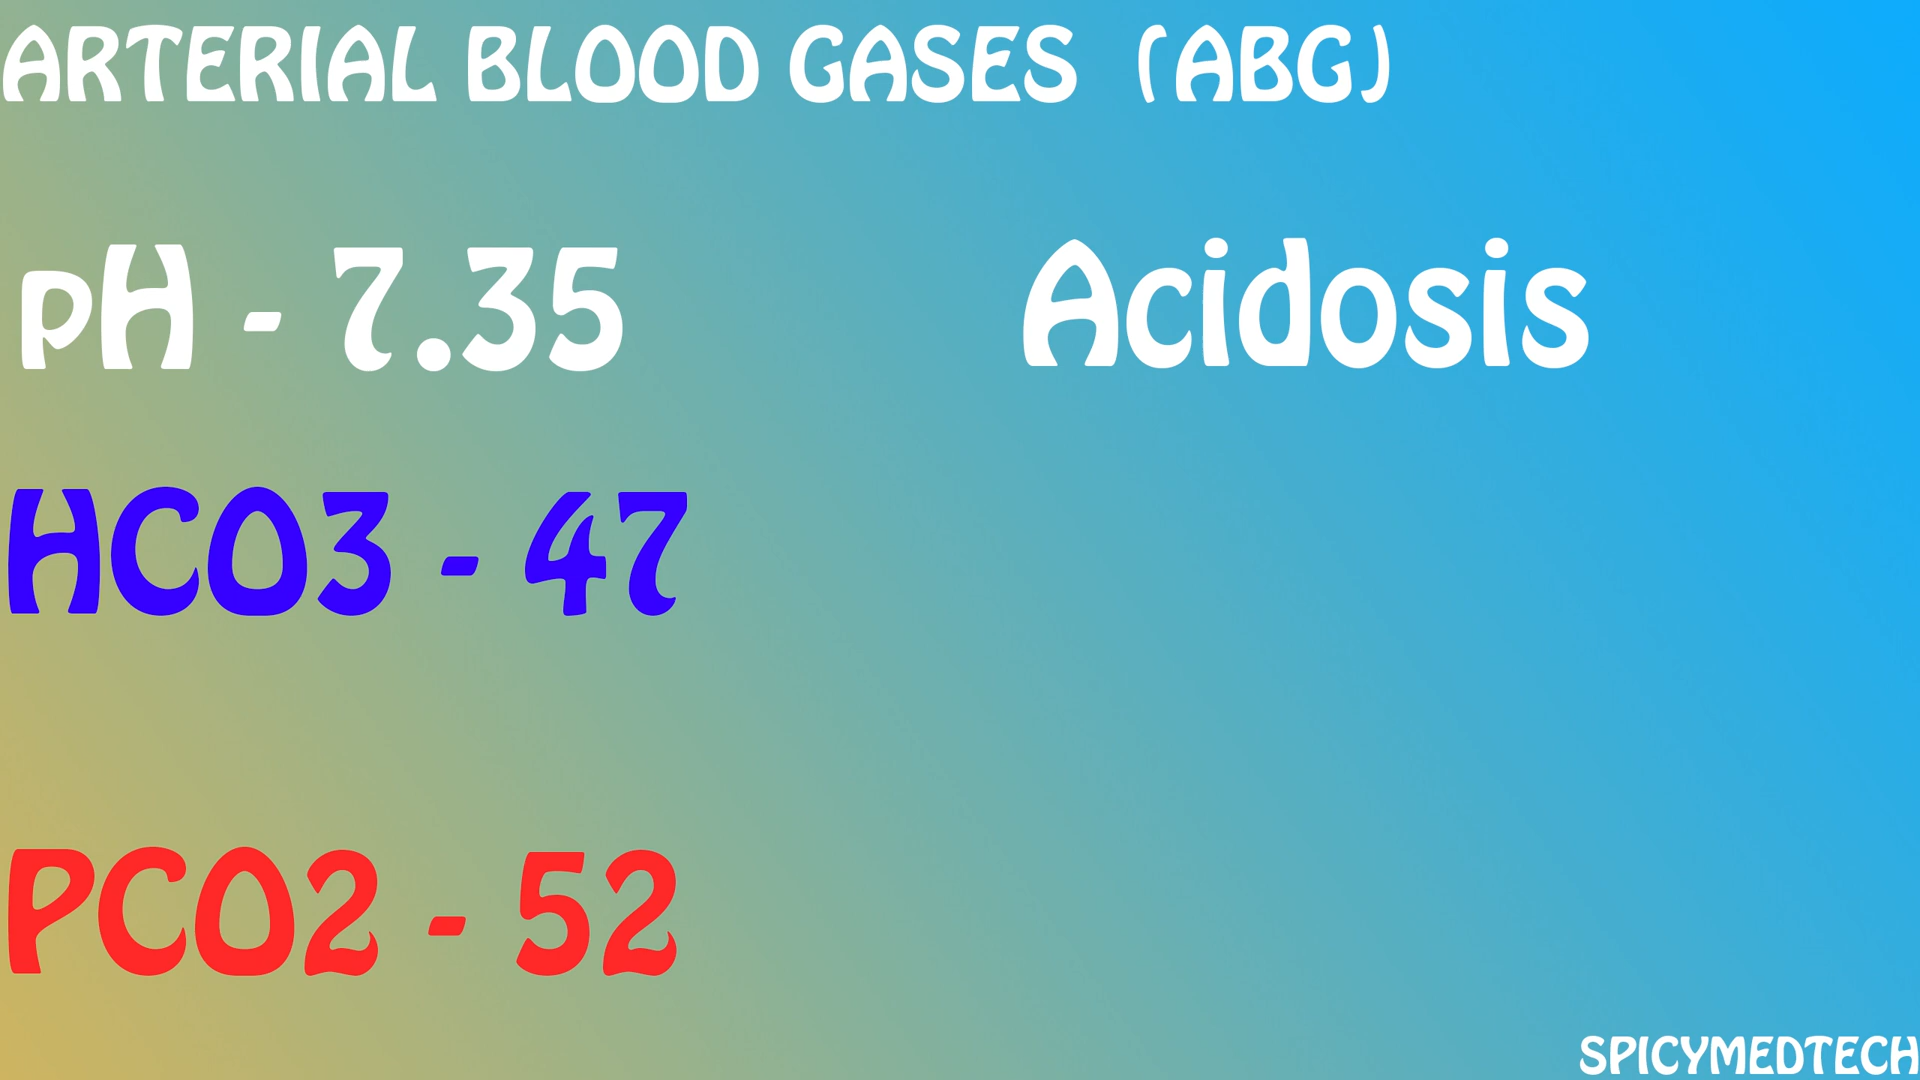 ARTERIAL BLOOD GASES (ABG)
pH - 7.35 Acidosis
HCO3 - 47
PCO2 - 52
SPICYMEDTECH